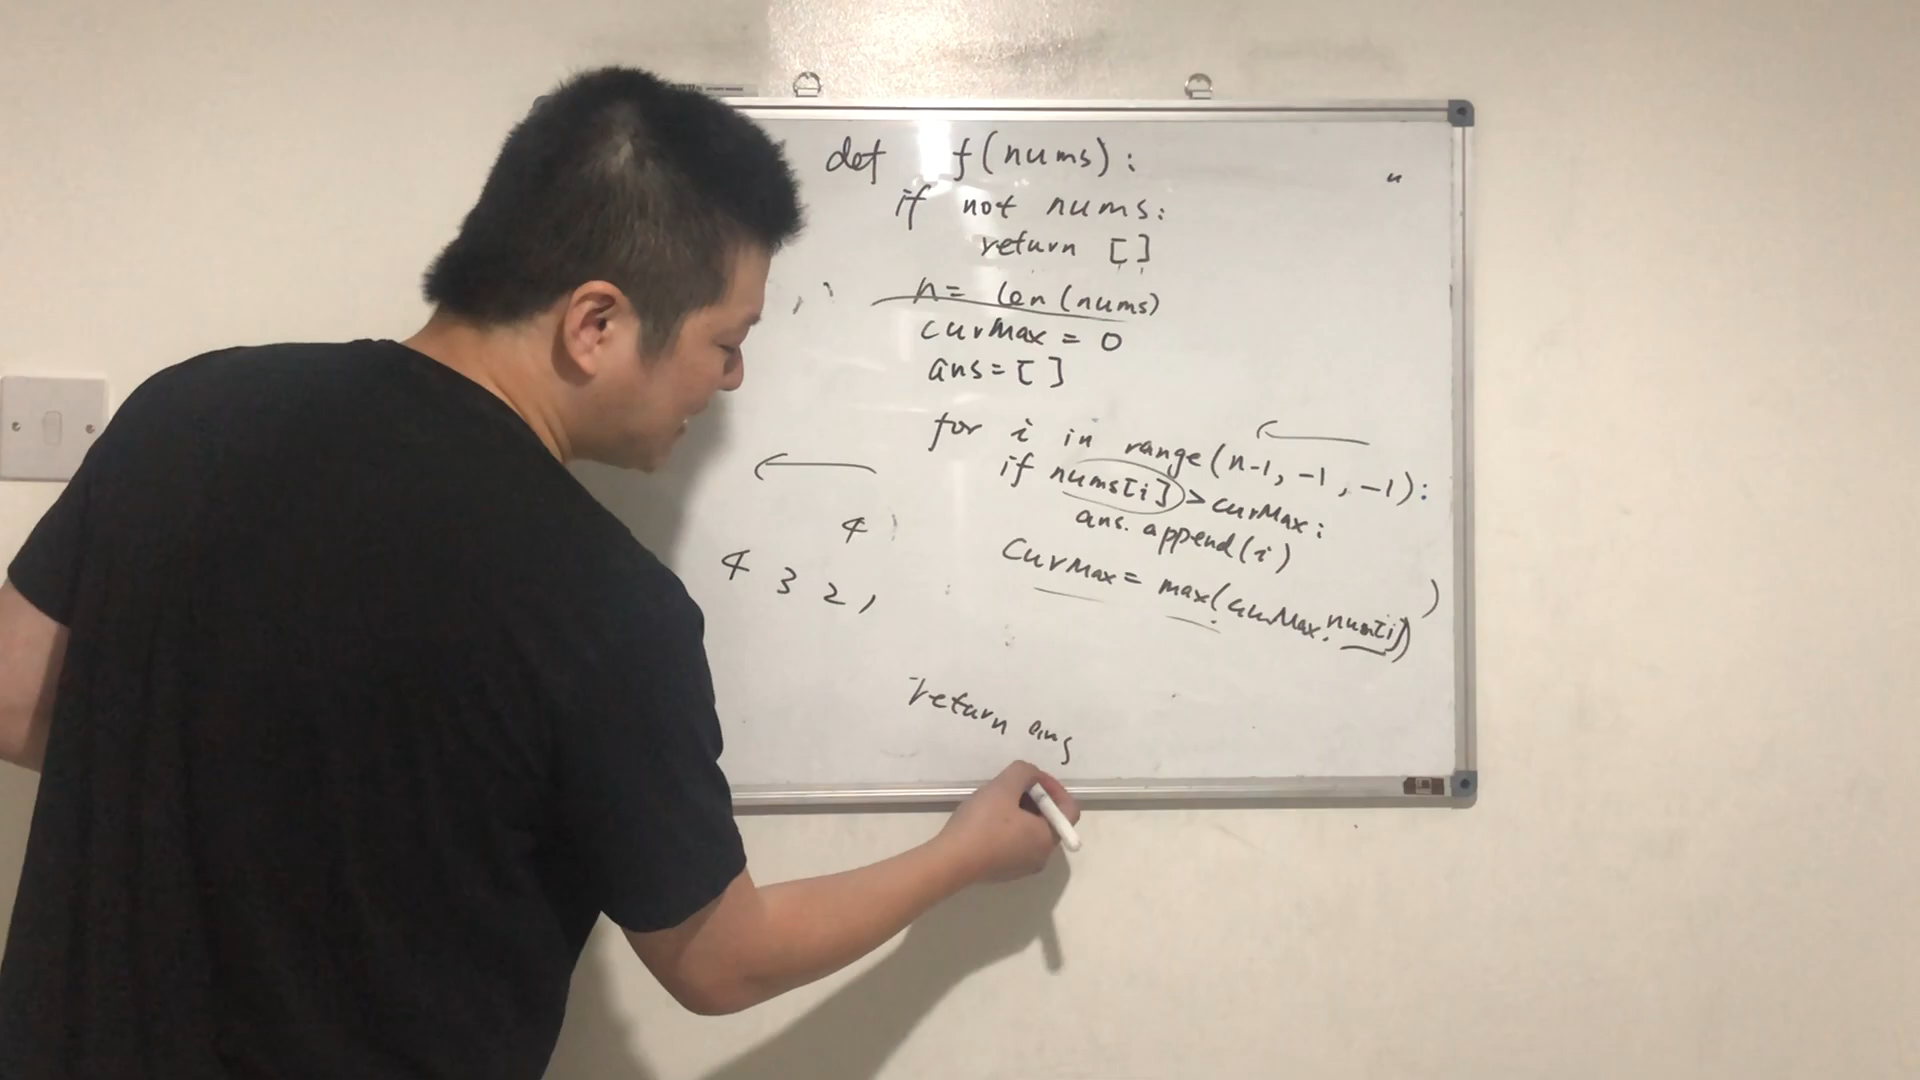 def f(nums):
if not nums:
return []
n= len(nums)
curMax = 0
ans=[]
for i in range(n-1, -1, -1):
if nums[i]>curMax:
ans.append(i)
curMax= max(curMax, nums[i])
)
return ans
4
4 3 2,